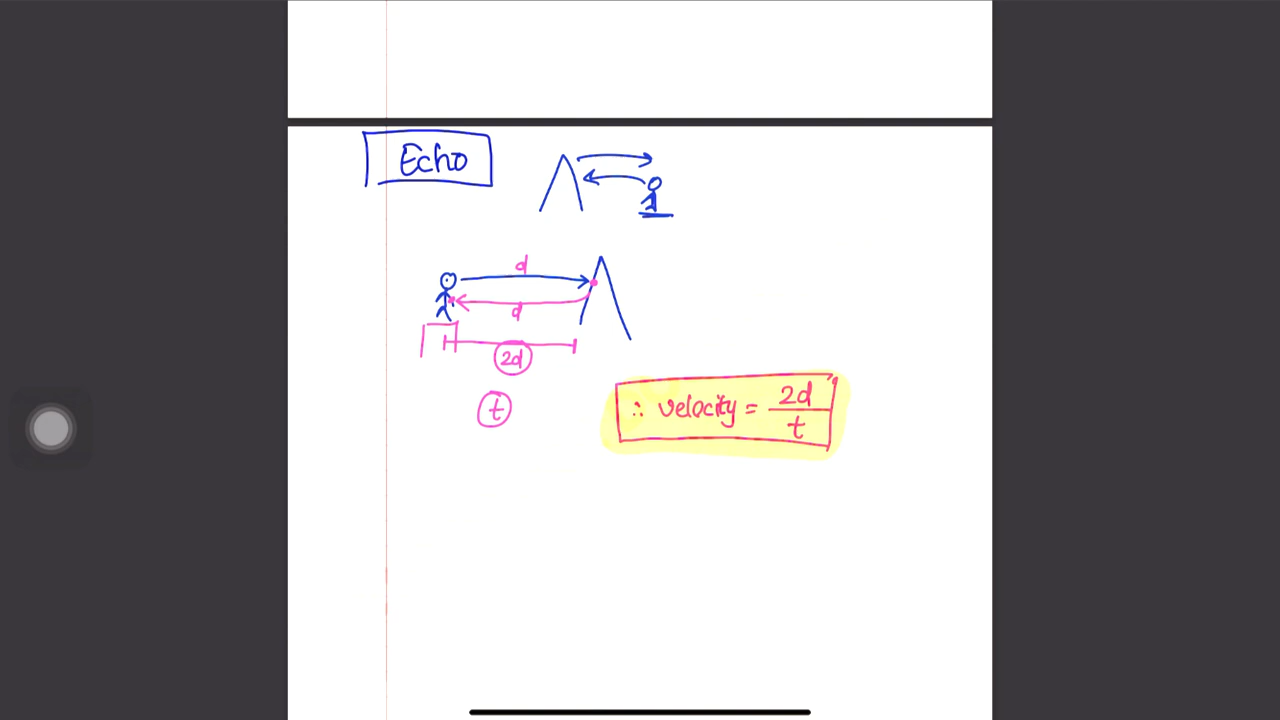 Echo
d
d
2d
t
∴ velocity = 2d/t